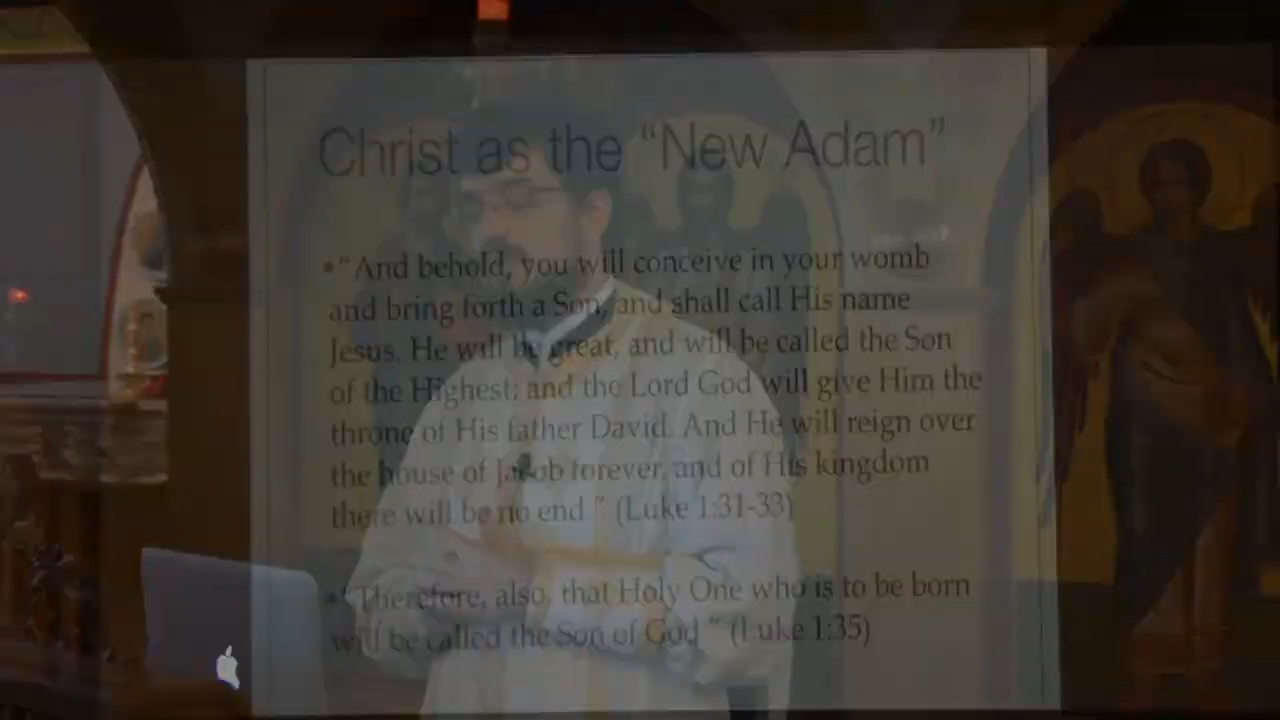 Christ as the “New Adam”
•“And behold, you will conceive in your womb
and bring forth a Son, and shall call His name
Jesus. He will be great, and will be called the Son
of the Highest; and the Lord God will give Him the
throne of His father David. And He will reign over
the house of Jacob forever, and of His kingdom
there will be no end.” (Luke 1:31-33)
•“Therefore, also, that Holy One who is to be born
will be called the Son of God.” (Luke 1:35)